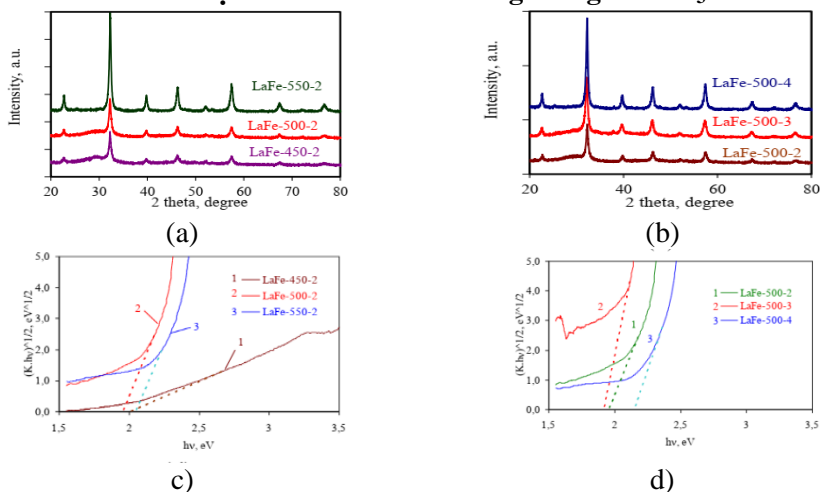 Intensity, a.u.
LaFe-550-2
LaFe-500-2
LaFe-450-2
20 30 40 50 60 70 80
2 theta, degree
(a)
Intensity, a.u.
LaFe-500-4
LaFe-500-3
LaFe-500-2
20 40 60 80
2 theta, degree
(b)
(K.hν)^1/2, eV^1/2
5,0
4,0
3,0
2,0
1,0
0,0
1 LaFe-450-2
2 LaFe-500-2
3 LaFe-550-2
2
3
1
1,5 2 2,5 3 3,5
hν, eV
c)
(K.hν)^1/2, eV^1/2
5,0
4,0
3,0
2,0
1,0
0,0
1 LaFe-500-2
2 LaFe-500-3
3 LaFe-500-4
2
1
3
1,5 2 2,5 3 3,5
hν, eV
d)